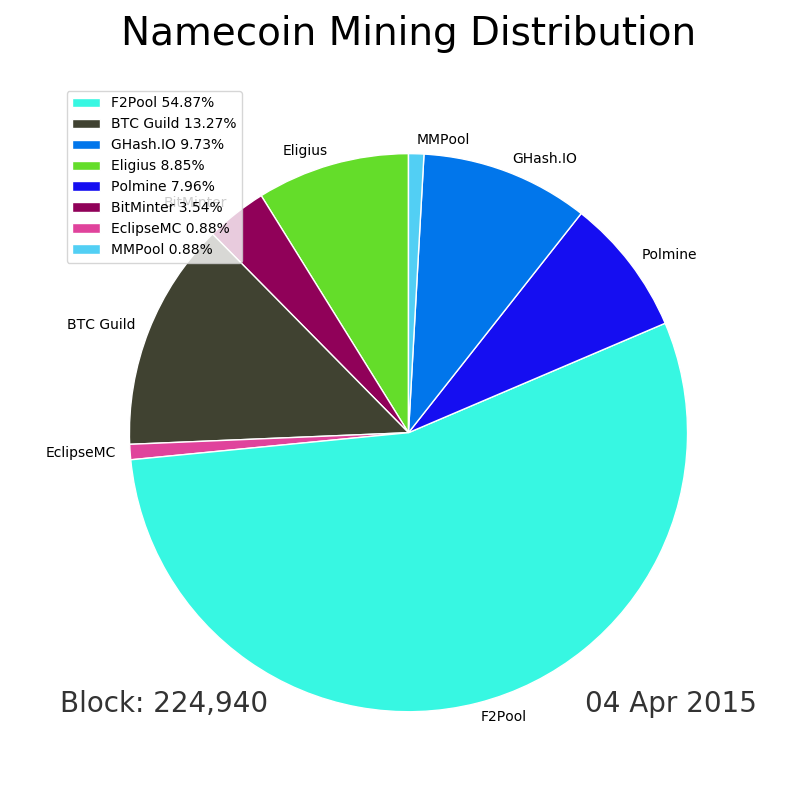 Namecoin Mining Distribution
F2Pool 54.87%
BTC Guild 13.27%
GHash.IO 9.73%
Eligius 8.85%
Polmine 7.96%
BitMinter 3.54%
EclipseMC 0.88%
MMPool 0.88%
MMPool
Eligius
GHash.IO
BitMinter
Polmine
BTC Guild
EclipseMC
Block: 224,940
04 Apr 2015
F2Pool